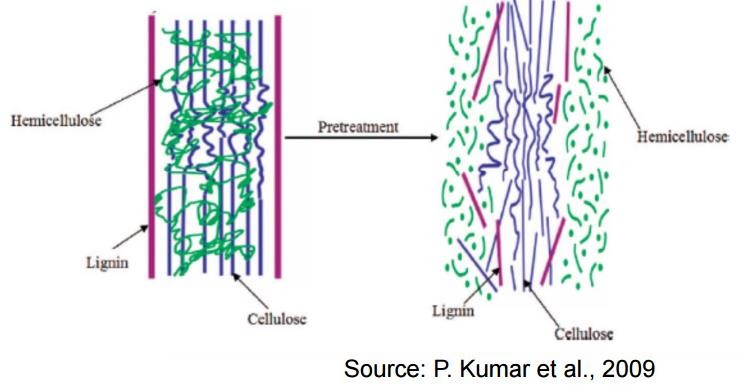 Hemicellulose
Lignin
Cellulose
Pretreatment
Hemicellulose
Lignin
Cellulose
Source: P. Kumar et al., 2009